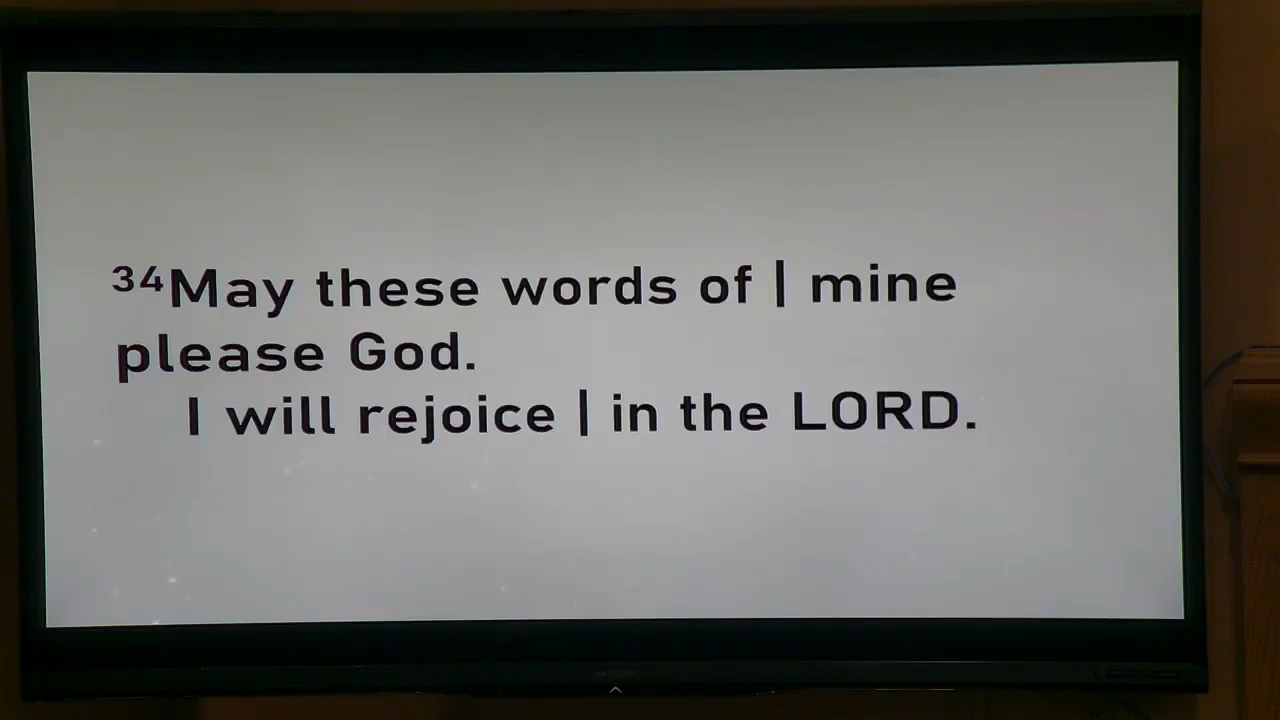 ³⁴May these words of | mine
please God.
I will rejoice | in the LORD.